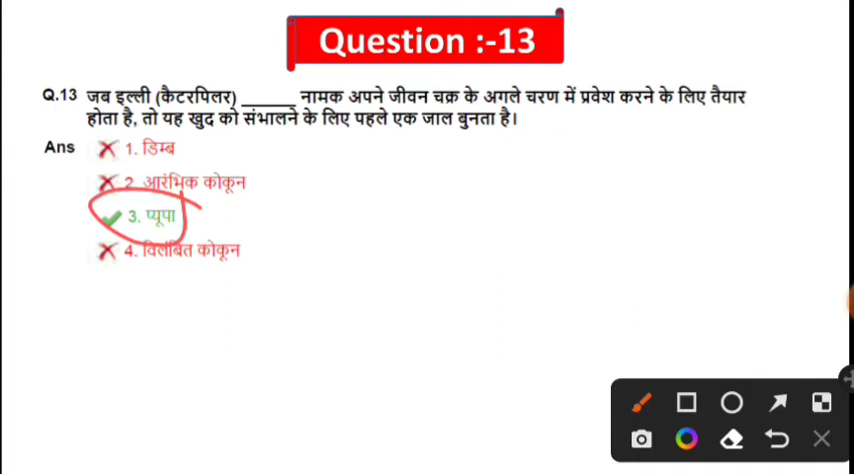 Question :-13
Q.13 जब इल्ली (कैटरपिलर) ______ नामक अपने जीवन चक्र के अगले चरण में प्रवेश करने के लिए तैयार
होता है, तो यह खुद को संभालने के लिए पहले एक जाल बुनता है।
Ans 1. डिम्ब
2. आरंभिक कोकून
3. प्यूपा
4. विलंबित कोकून